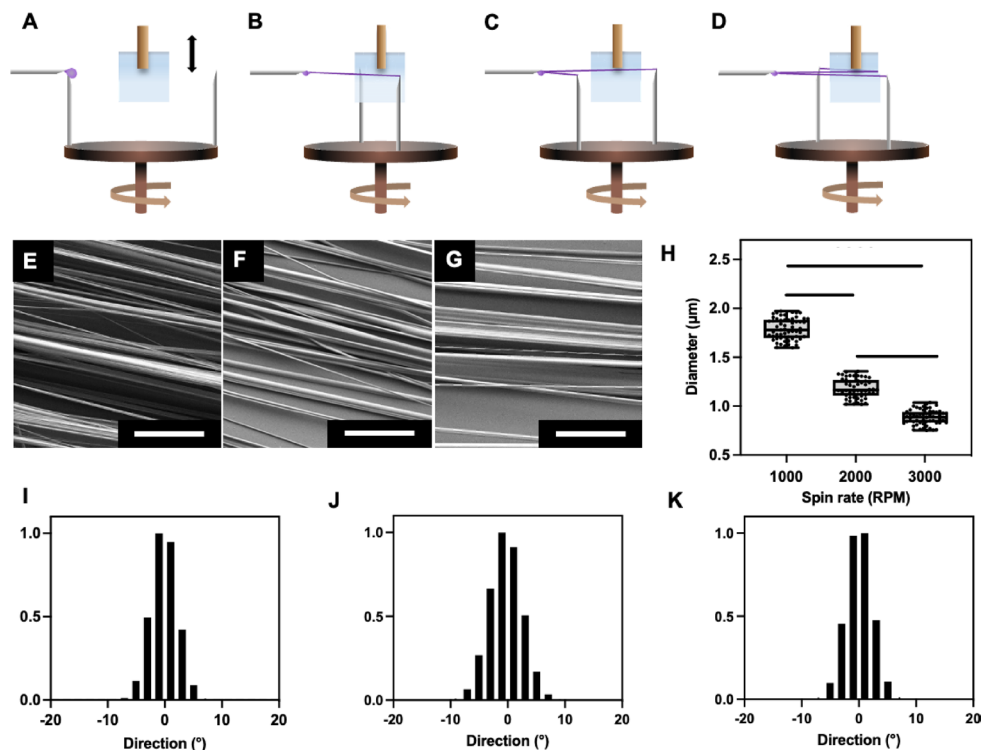 A B C D
E F G
H
2.5
2.0
1.5
1.0
0.5
Diameter (µm)
1000 2000 3000
Spin rate (RPM)
I
1.0
0.5
0.0
-20 -10 0 10 20
Direction (°)
J
1.0
0.5
0.0
-20 -10 0 10 20
Direction (°)
K
1.0
0.5
0.0
-20 -10 0 10 20
Direction (°)